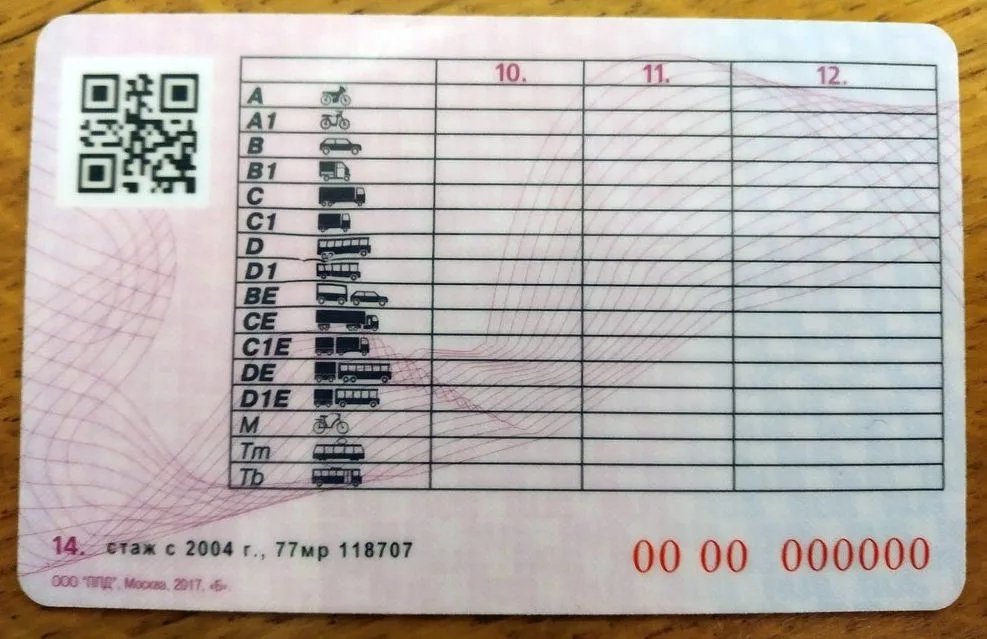 10. 11. 12.
A
A1
B
B1
C
C1
D
D1
BE
CE
C1E
DE
D1E
M
Tm
Tb
14. стаж с 2004 г., 77мр 118707
00 00 000000
ООО "ППД", Москва, 2017, «Б».